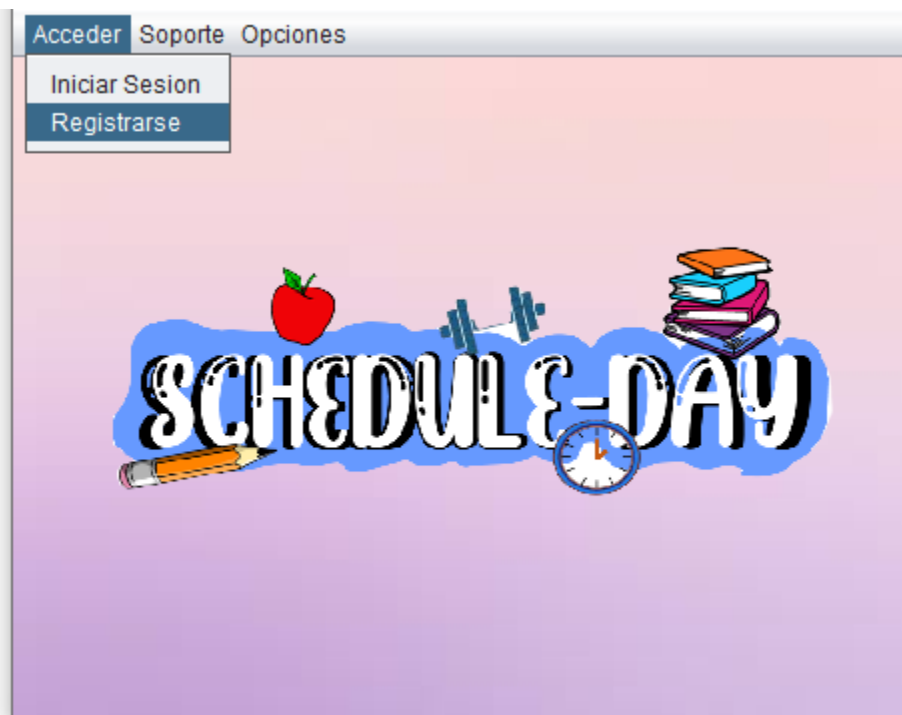 Acceder Soporte Opciones
Iniciar Sesion
Registrarse
SCHEDULE-DAY